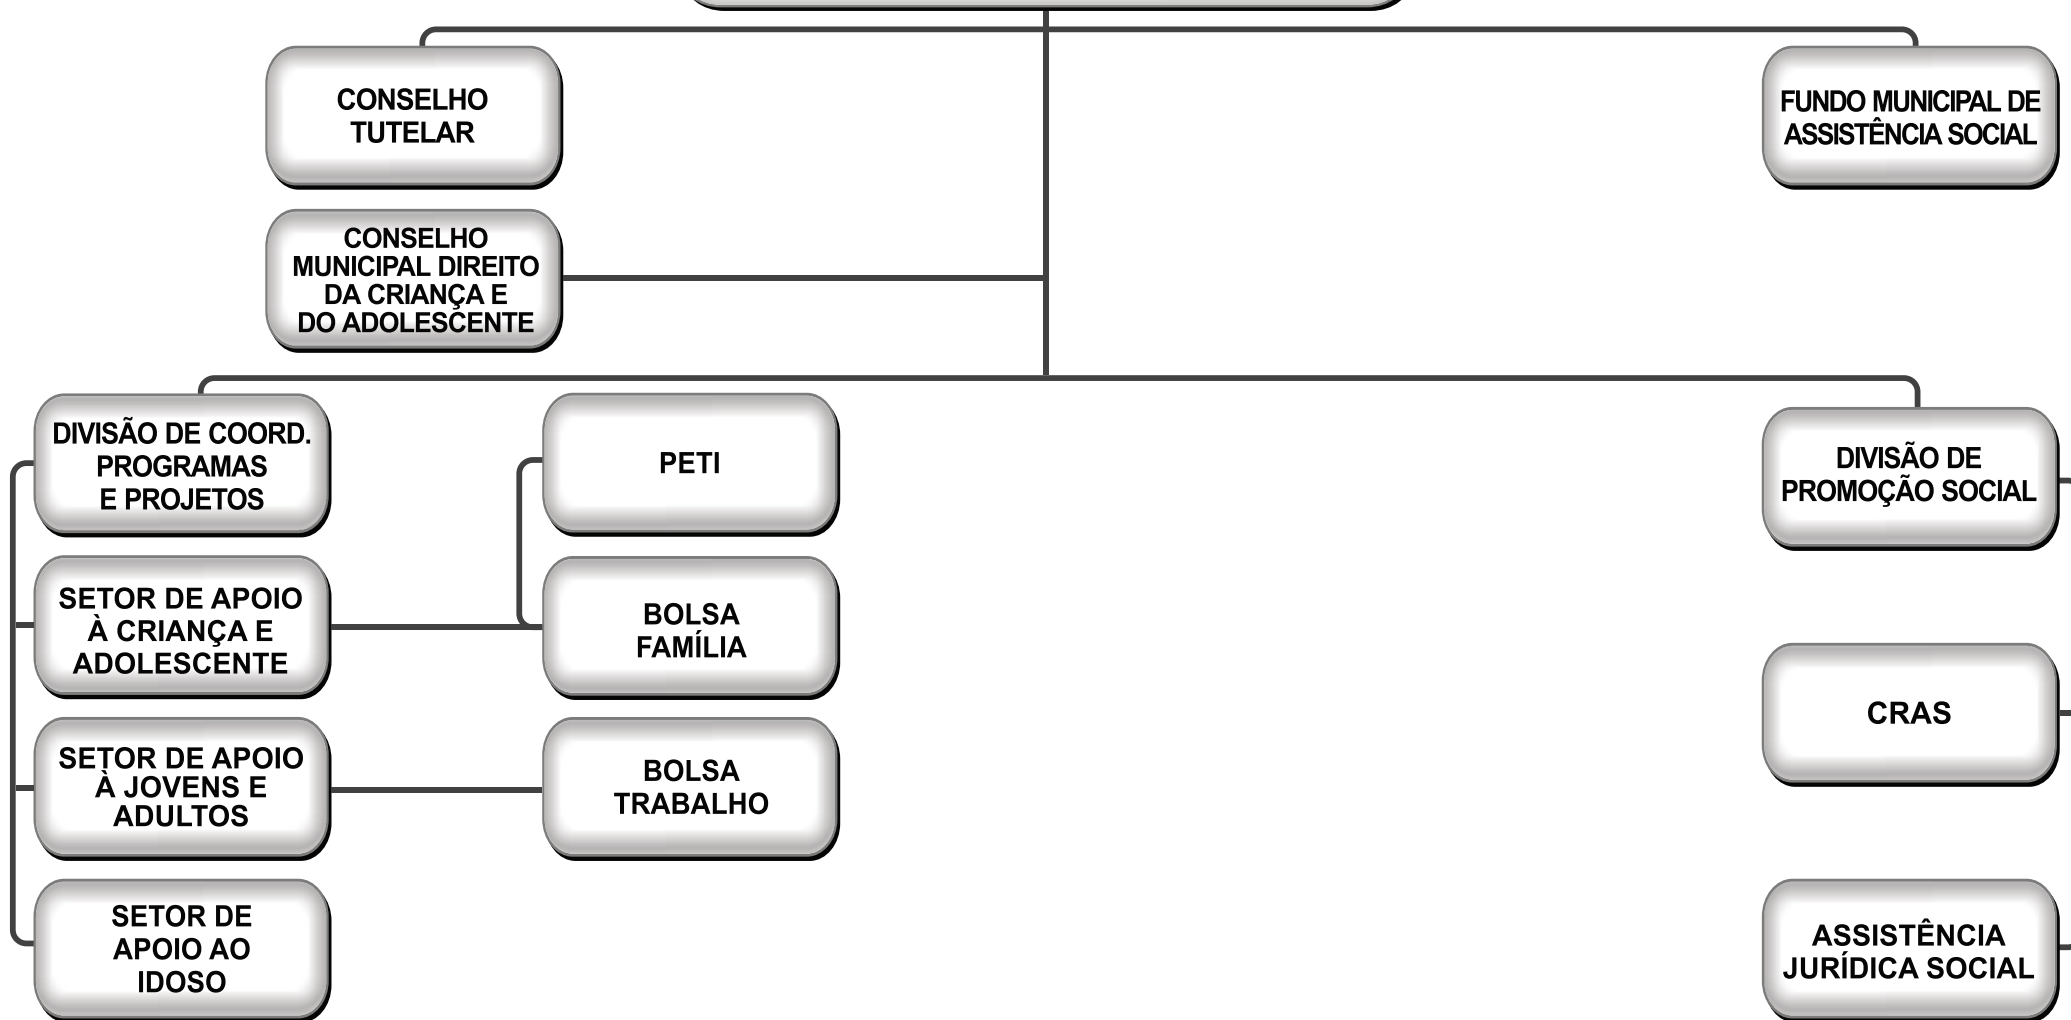 CONSELHO
TUTELAR
FUNDO MUNICIPAL DE
ASSISTÊNCIA SOCIAL
CONSELHO
MUNICIPAL DIREITO
DA CRIANÇA E
DO ADOLESCENTE
DIVISÃO DE COORD.
PROGRAMAS
E PROJETOS
PETI
DIVISÃO DE
PROMOÇÃO SOCIAL
SETOR DE APOIO
À CRIANÇA E
ADOLESCENTE
BOLSA
FAMÍLIA
CRAS
SETOR DE APOIO
À JOVENS E
ADULTOS
BOLSA
TRABALHO
SETOR DE
APOIO AO
IDOSO
ASSISTÊNCIA
JURÍDICA SOCIAL